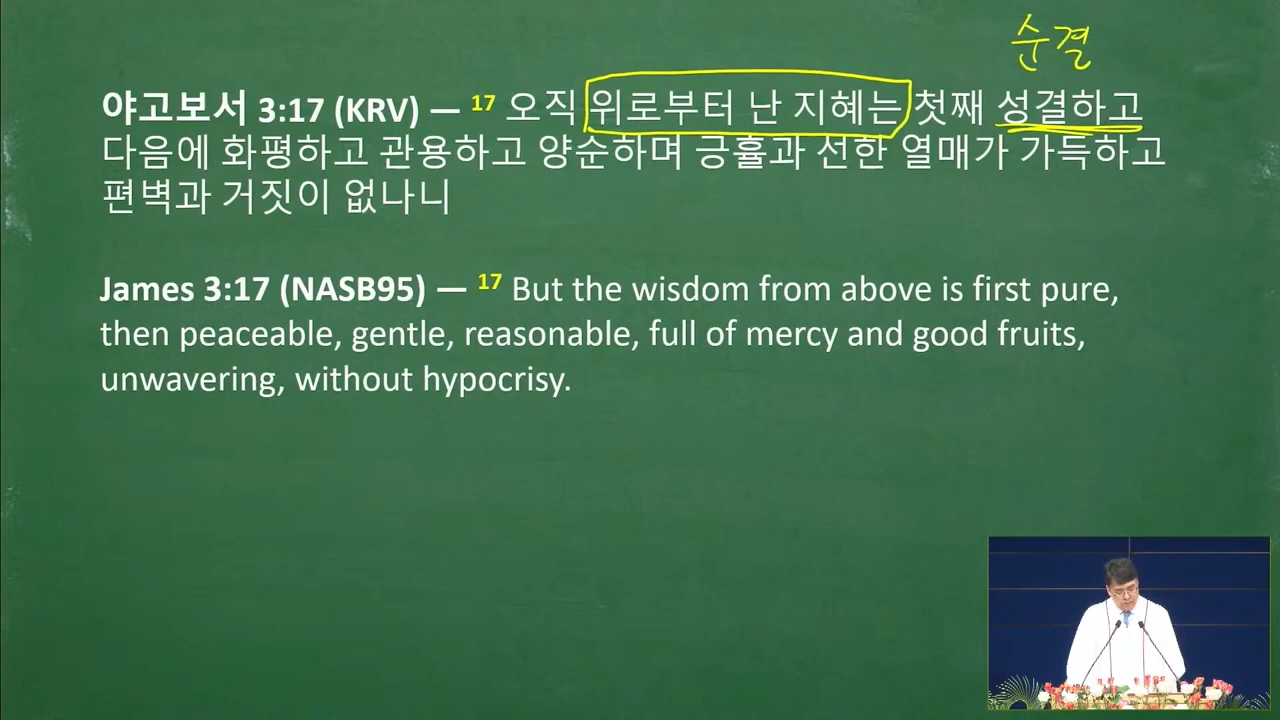 순결
야고보서 3:17 (KRV) — 17 오직 위로부터 난 지혜는 첫째 성결하고
다음에 화평하고 관용하고 양순하며 긍휼과 선한 열매가 가득하고
편벽과 거짓이 없나니
James 3:17 (NASB95) — 17 But the wisdom from above is first pure,
then peaceable, gentle, reasonable, full of mercy and good fruits,
unwavering, without hypocrisy.